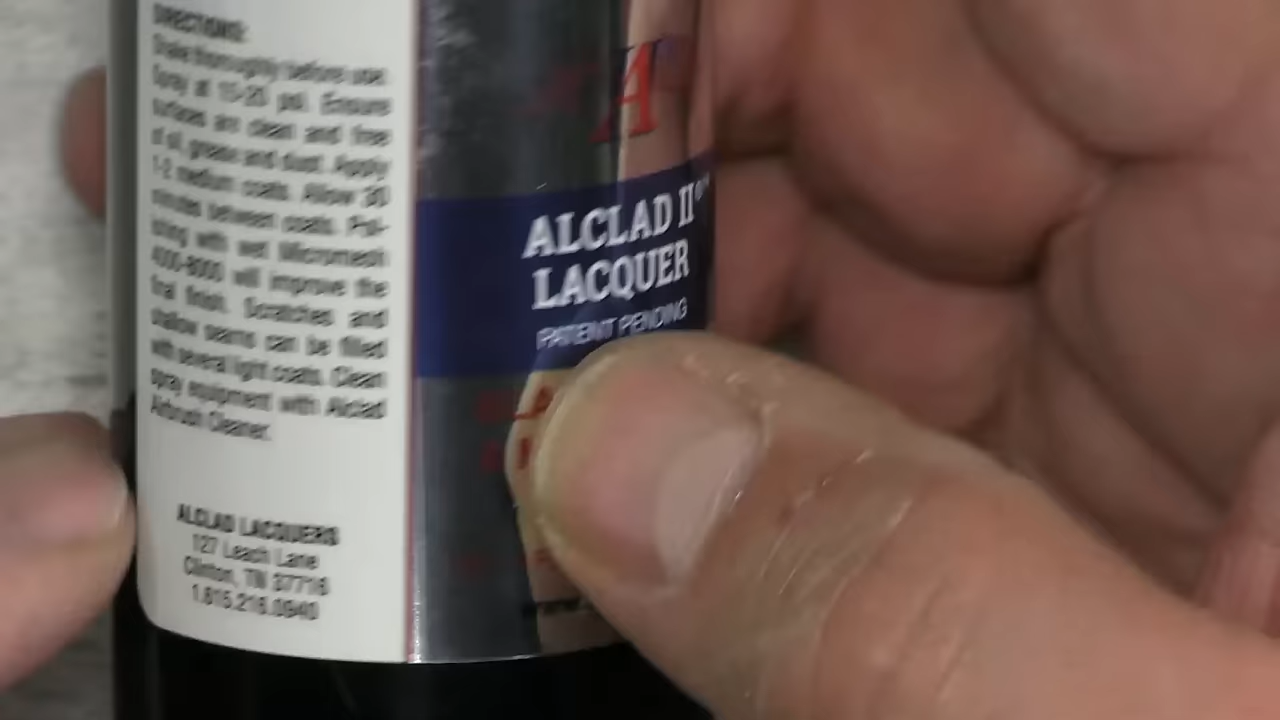 DIRECTIONS:
Shake thoroughly before use.
Spray at 15-20 psi. Ensure
surfaces are clean and free
of oil, grease and dust. Apply
1-2 medium coats. Allow 30
minutes between coats. Pol-
ishing with wet Micromesh
4000-8000 will improve the
final finish. Scratches and
shallow seams can be filled
with several light coats. Clean
spray equipment with Alclad
Airbrush Cleaner.
ALCLAD LACQUERS
127 Leach Lane
Clinton, TN 37716
1.615.216.0940
A
ALCLAD II
LACQUER
PATENT PENDING
www.